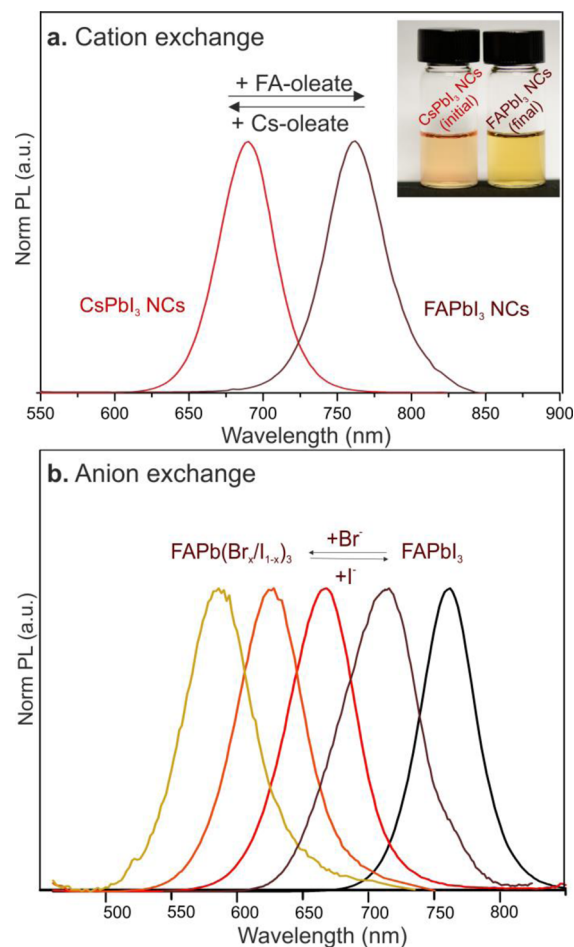 a. Cation exchange
+ FA-oleate
+ Cs-oleate
CsPbI₃ NCs
(initial)
FAPbI₃ NCs
(final)
Norm PL (a.u.)
CsPbI₃ NCs
FAPbI₃ NCs
550 600 650 700 750 800 850 900
Wavelength (nm)
b. Anion exchange
FAPb(Brₓ/I₁₋ₓ)₃
+Br⁻
+I⁻
FAPbI₃
Norm PL (a.u.)
500 550 600 650 700 750 800
Wavelength (nm)